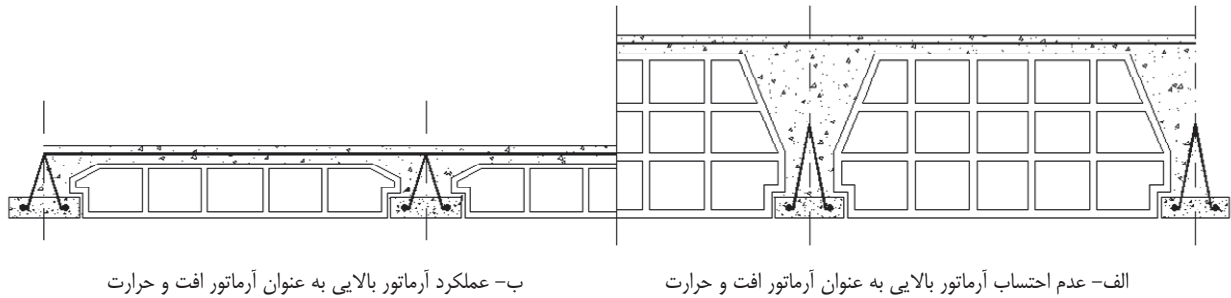 الف- عدم احتساب آرماتور بالایی به عنوان آرماتور افت و حرارت
ب- عملکرد آرماتور بالایی به عنوان آرماتور افت و حرارت